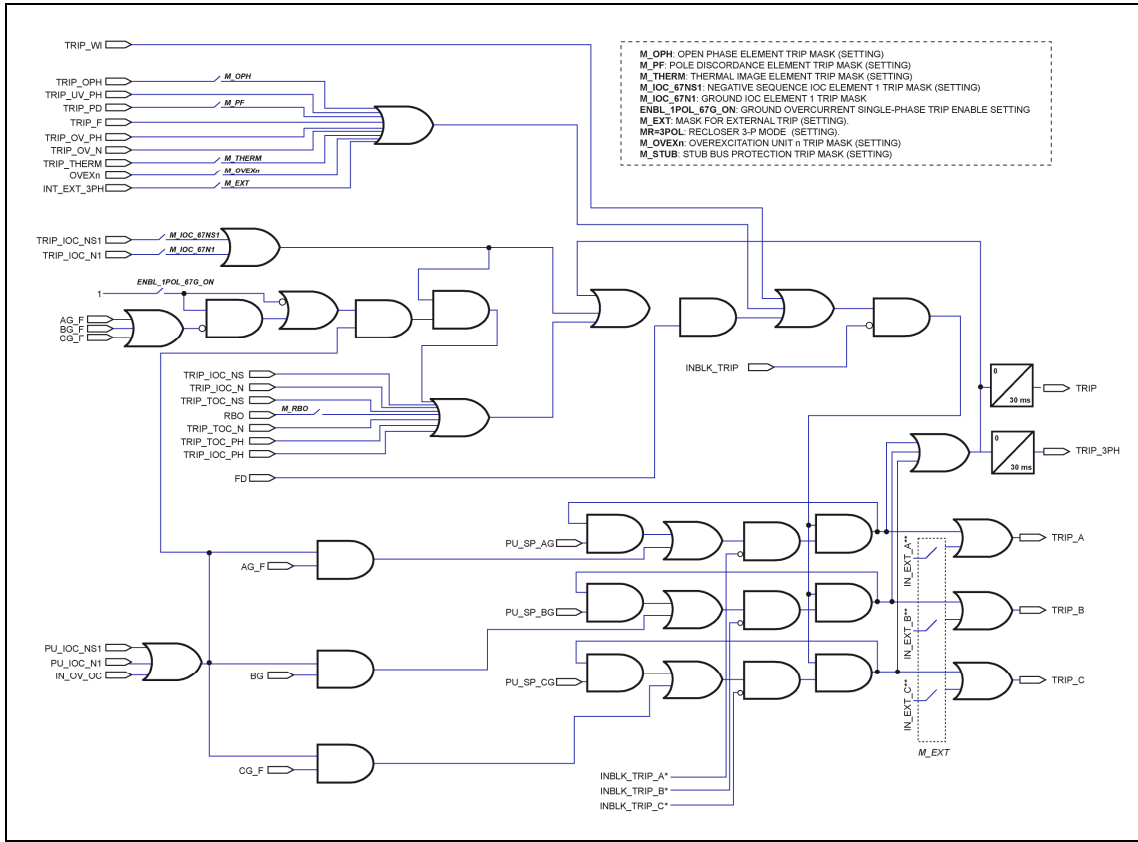 TRIP_WI
M_OPH: OPEN PHASE ELEMENT TRIP MASK (SETTING)
M_PF: POLE DISCORDANCE ELEMENT TRIP MASK (SETTING)
M_THERM: THERMAL IMAGE ELEMENT TRIP MASK (SETTING)
M_IOC_67NS1: NEGATIVE SEQUENCE IOC ELEMENT 1 TRIP MASK (SETTING)
M_IOC_67N1: GROUND IOC ELEMENT 1 TRIP MASK
ENBL_1POL_67G_ON: GROUND OVERCURRENT SINGLE-PHASE TRIP ENABLE SETTING
M_EXT: MASK FOR EXTERNAL TRIP (SETTING).
MR=3POL: RECLOSER 3-P MODE (SETTING).
M_OVEXn: OVEREXCITATION UNIT n TRIP MASK (SETTING)
M_STUB: STUB BUS PROTECTION TRIP MASK (SETTING)
TRIP_OPH
M_OPH
TRIP_UV_PH
TRIP_PD
M_PF
TRIP_F
TRIP_OV_PH
TRIP_OV_N
TRIP_THERM
M_THERM
OVEXn
M_OVEXn
INT_EXT_3PH
M_EXT
TRIP_IOC_NS1
M_IOC_67NS1
TRIP_IOC_N1
M_IOC_67N1
1
ENBL_1POL_67G_ON
AG_F
BG_F
CG_F
INBLK_TRIP
TRIP_IOC_NS
TRIP_IOC_N
TRIP_TOC_NS
RBO
M_RBO
TRIP_TOC_N
TRIP_TOC_PH
TRIP_IOC_PH
FD
0
30 ms
TRIP
0
30 ms
TRIP_3PH
PU_SP_AG
AG_F
IN_EXT_A**
TRIP_A
PU_SP_BG
IN_EXT_B**
TRIP_B
PU_IOC_NS1
PU_IOC_N1
IN_OV_OC
BG
PU_SP_CG
IN_EXT_C**
TRIP_C
M_EXT
CG_F
INBLK_TRIP_A*
INBLK_TRIP_B*
INBLK_TRIP_C*